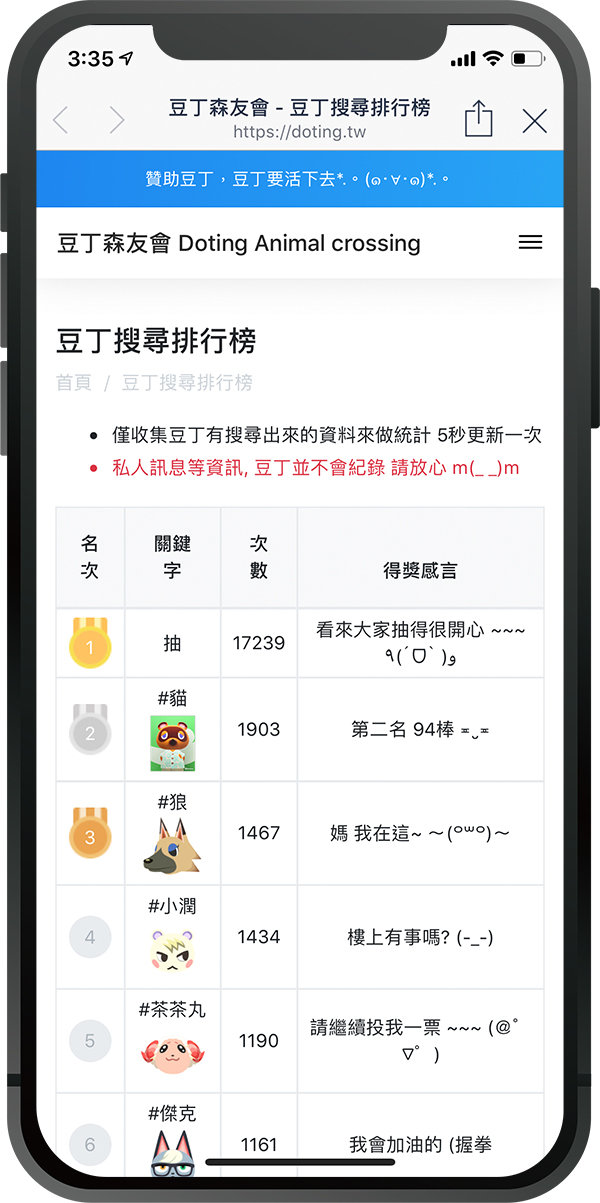 3:35
豆丁森友會 - 豆丁搜尋排行榜
https://doting.tw
贊助豆丁，豆丁要活下去*.。(๑･∀･๑)*.。
豆丁森友會 Doting Animal crossing
豆丁搜尋排行榜
首頁 / 豆丁搜尋排行榜
• 僅收集豆丁有搜尋出來的資料來做統計 5秒更新一次
• 私人訊息等資訊, 豆丁並不會紀錄 請放心 m(_ _)m
名次 關鍵字 次數 得獎感言
1 抽 17239 看來大家抽得很開心 ~~~ ٩(´ᗜ`)و
2 #貓 1903 第二名 94棒 ≖‿≖
3 #狼 1467 媽 我在這~ ～(꒪꒳꒪)～
4 #小潤 1434 樓上有事嗎? (-_-)
5 #茶茶丸 1190 請繼續投我一票 ~~~ (＠ﾟ▽ﾟ)
6 #傑克 1161 我會加油的 (握拳